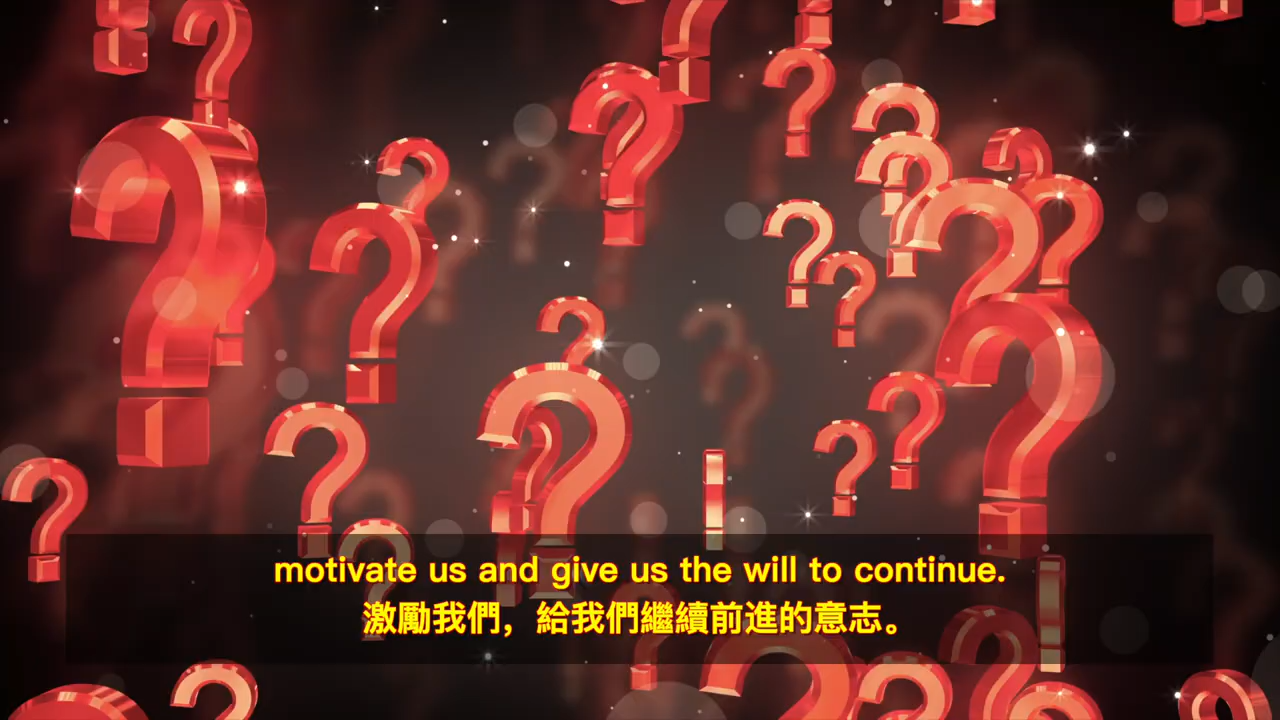 motivate us and give us the will to continue.
激勵我們，給我們繼續前進的意志。